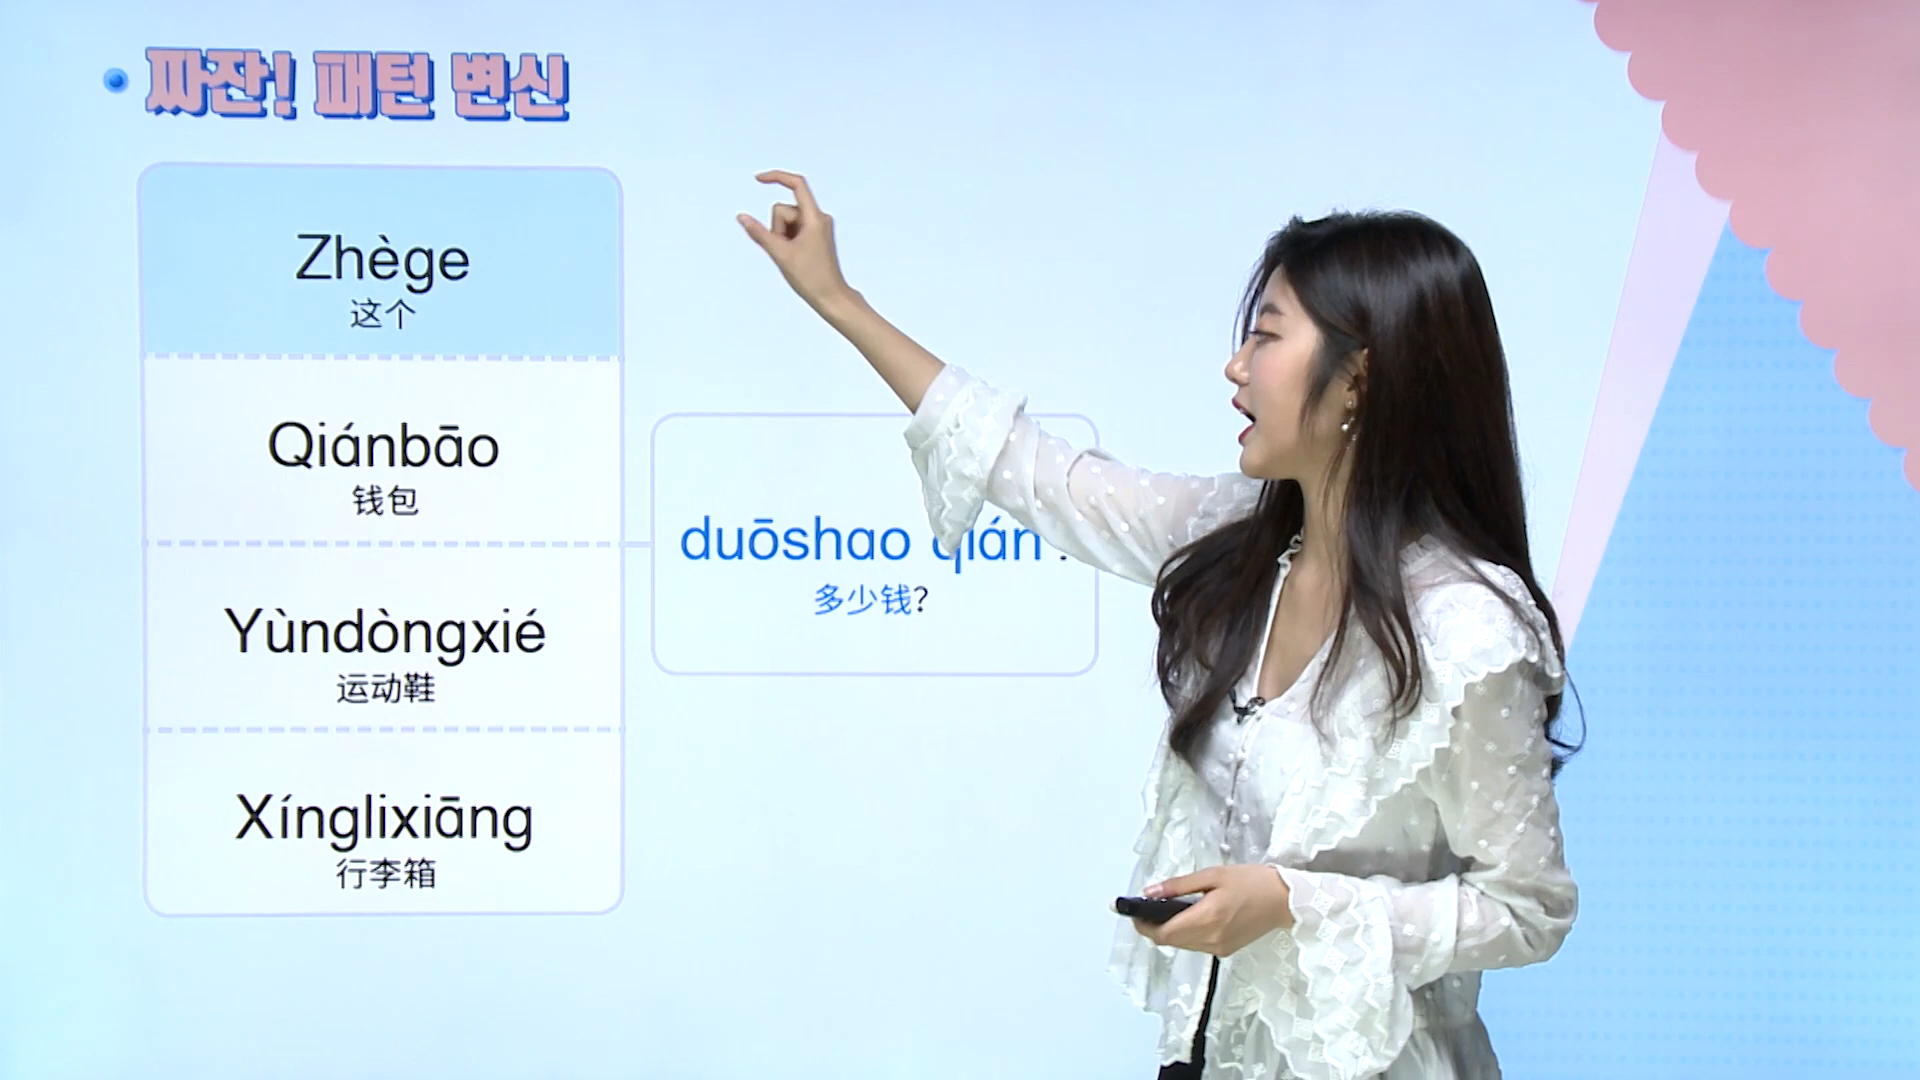 짜잔! 패턴 변신
Zhège
这个
Qiánbāo
钱包
Yùndòngxié
运动鞋
Xínglixiāng
行李箱
duōshao qián?
多少钱?